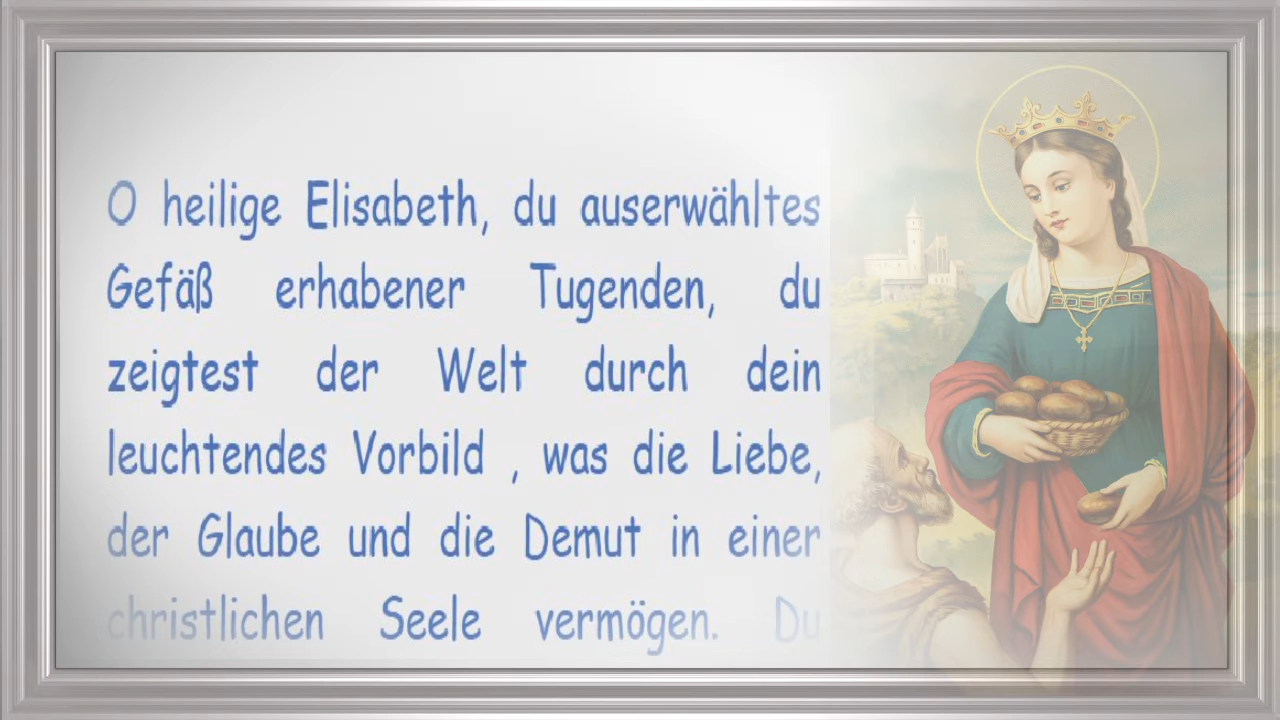 O heilige Elisabeth, du auserwähltes
Gefäß erhabener Tugenden, du
zeigtest der Welt durch dein
leuchtendes Vorbild , was die Liebe,
der Glaube und die Demut in einer
christlichen Seele vermögen. Du